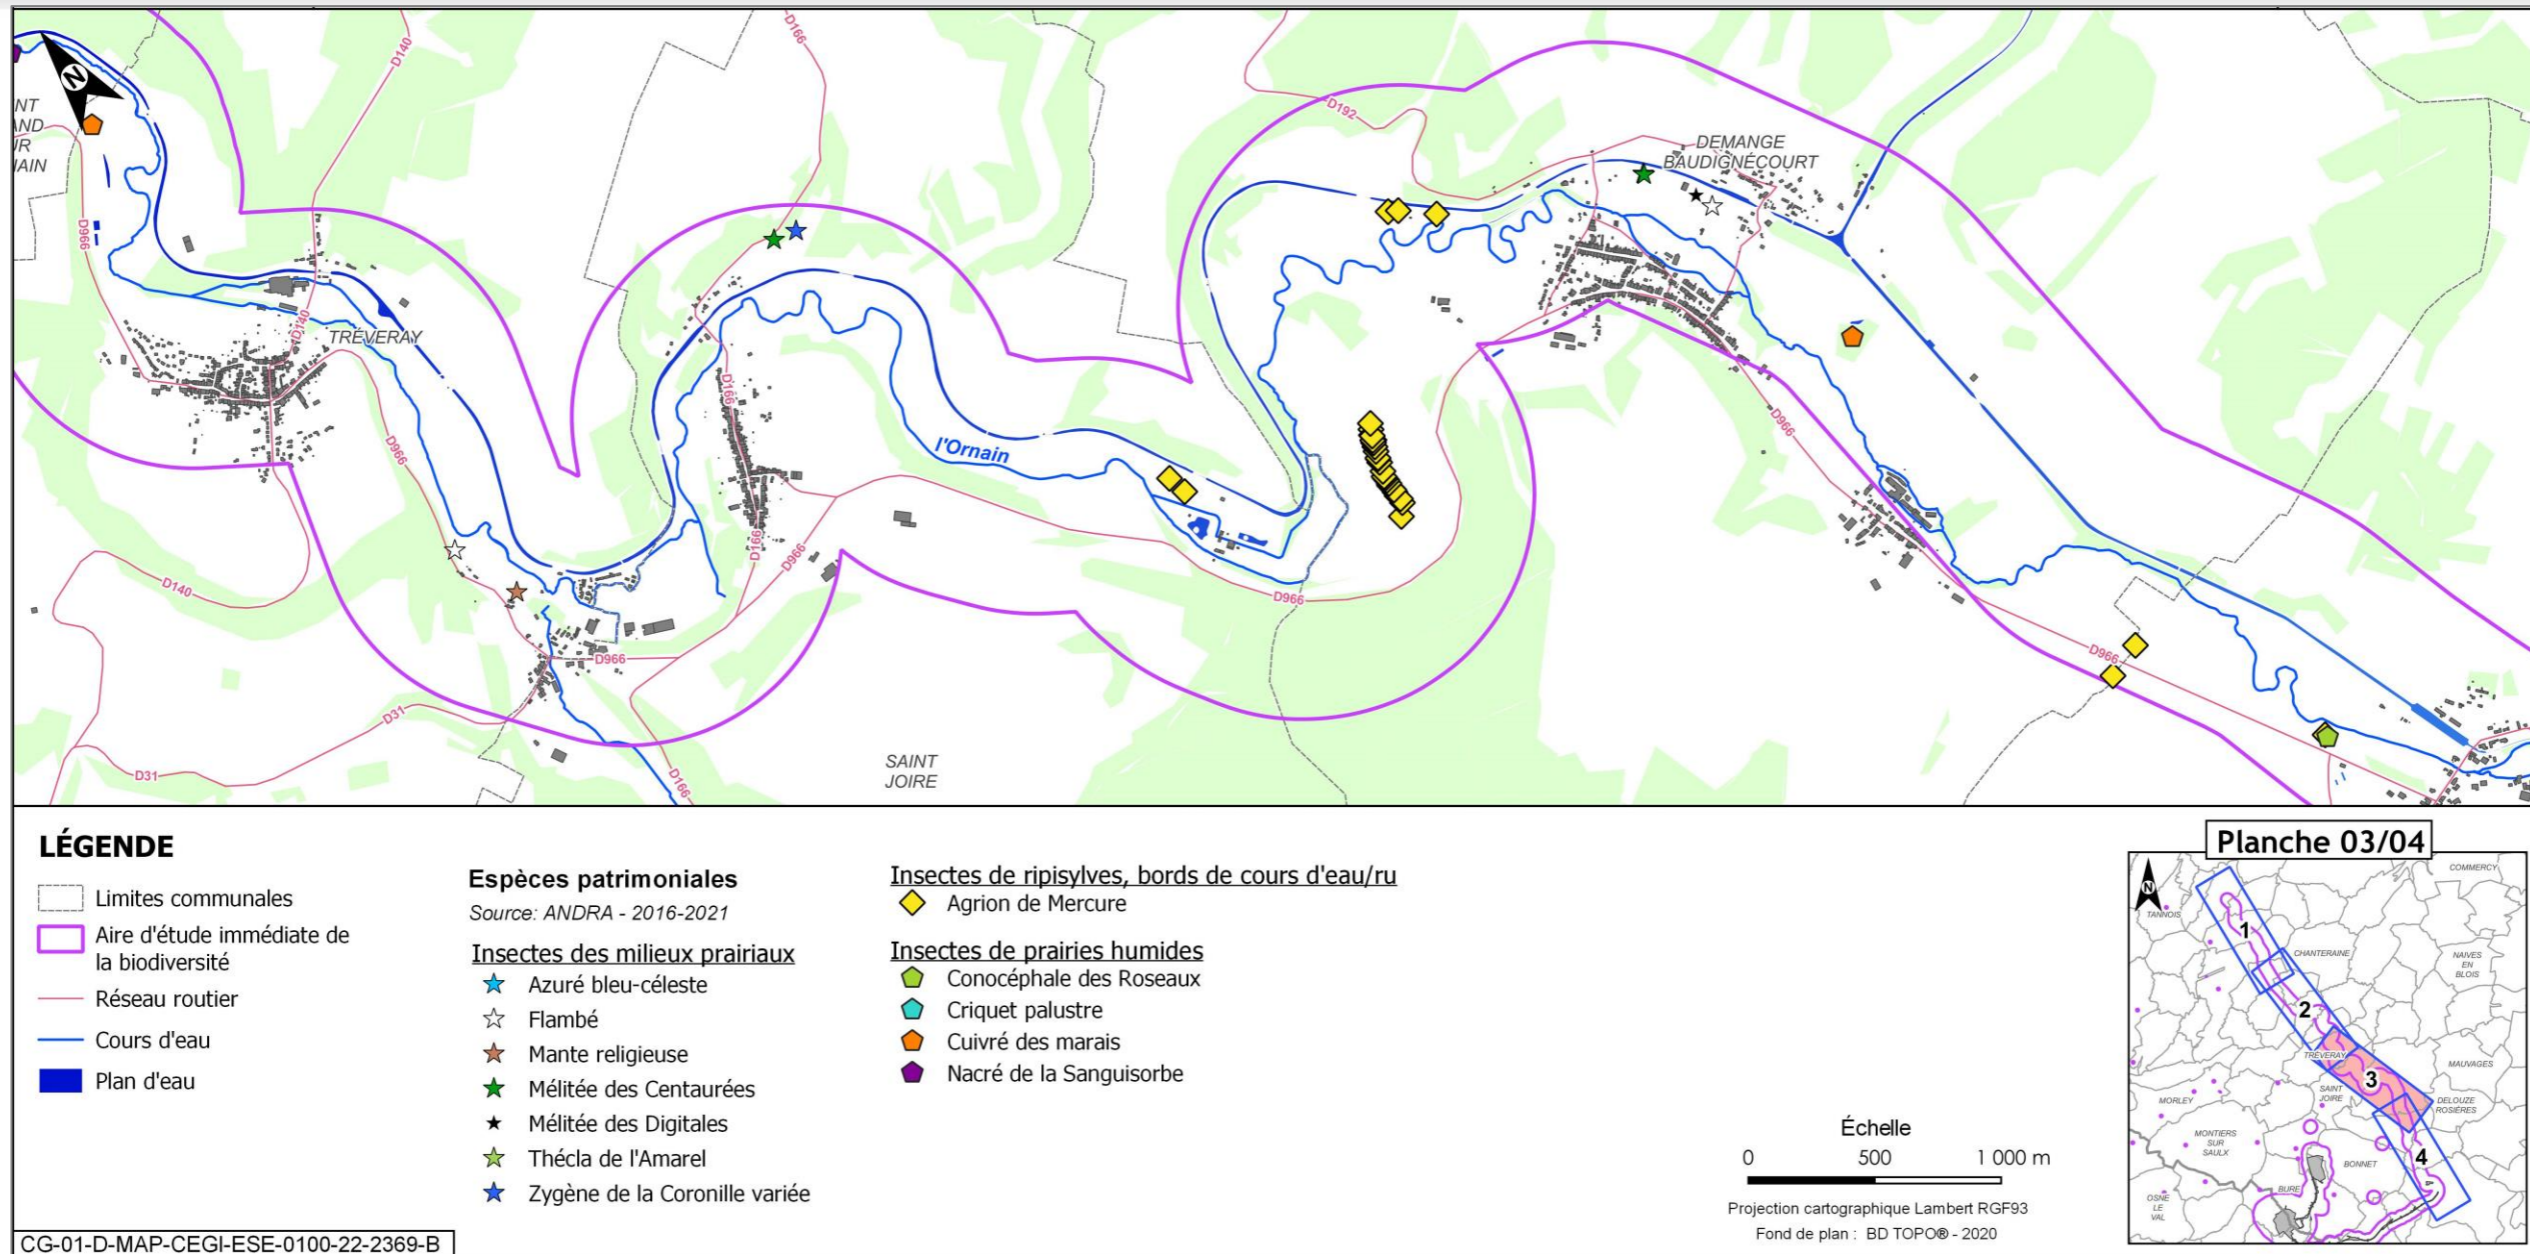 D166
D140
N
NT
AND
UR
NAIN
D192
DEMANGE
BAUDIGNÉCOURT
D966
D140
TRÉVERAY
D166
D966
l'Ornain
D966
D166
D966
D140
D966
D966
D966
D31
SAINT
JOIRE
D31
D166
LÉGENDE
Limites communales
Aire d'étude immédiate de
la biodiversité
Réseau routier
Cours d'eau
Plan d'eau
Espèces patrimoniales
Source: ANDRA - 2016-2021
Insectes des milieux prairiaux
Azuré bleu-céleste
Flambé
Mante religieuse
Mélitée des Centaurées
Mélitée des Digitales
Thécla de l'Amarel
Zygène de la Coronille variée
Insectes de ripisylves, bords de cours d'eau/ru
Agrion de Mercure
Insectes de prairies humides
Conocéphale des Roseaux
Criquet palustre
Cuivré des marais
Nacré de la Sanguisorbe
Échelle
0 500 1 000 m
Projection cartographique Lambert RGF93
Fond de plan : BD TOPO® - 2020
Planche 03/04
COMMERCY
N
TANNOIS
1
CHANTERAINE
NAIVES
EN
BLOIS
2
TRÉVERAY
MAUVAGES
3
SAINT
JOIRE
MORLEY
DELOUZE
ROSIÈRES
MONTIERS
SUR
SAULX
4
BONNET
BURE
OSNE
LE
VAL
CG-01-D-MAP-CEGI-ESE-0100-22-2369-B